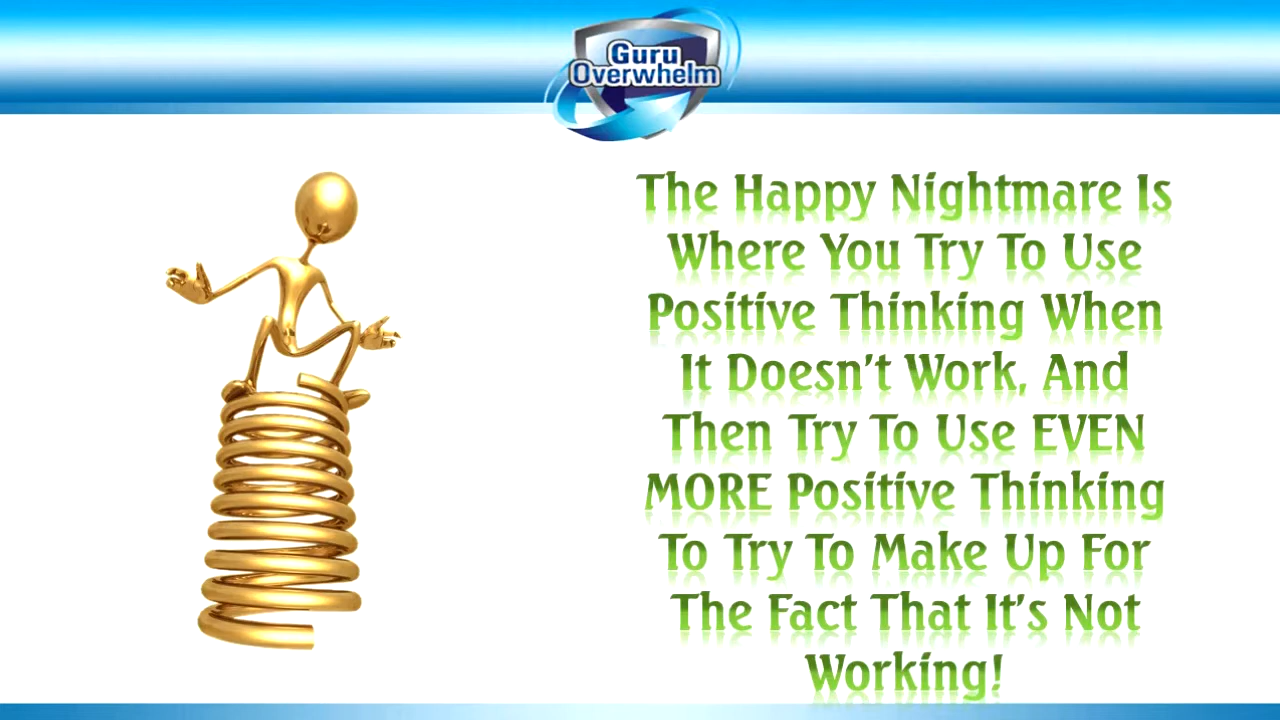 Guru
Overwhelm
The Happy Nightmare Is
Where You Try To Use
Positive Thinking When
It Doesn't Work, And
Then Try To Use EVEN
MORE Positive Thinking
To Try To Make Up For
The Fact That It's Not
Working!